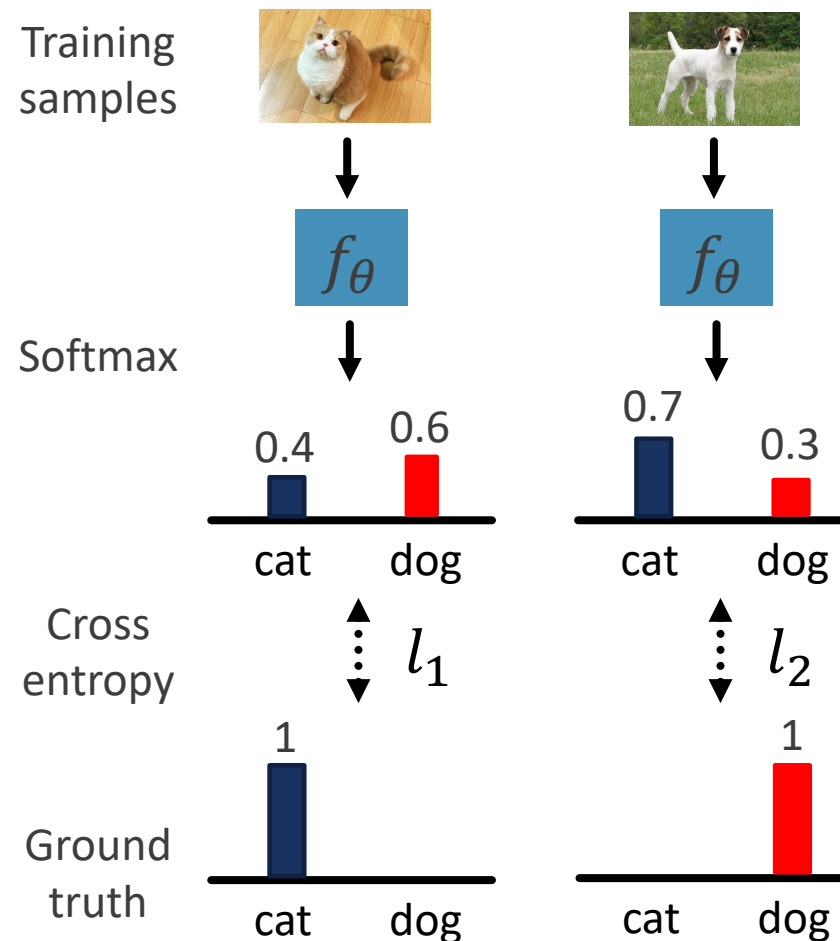 Training
samples
f_θ
f_θ
Softmax
0.4
0.6
0.7
0.3
cat
dog
cat
dog
Cross
entropy
l_1
l_2
1
1
Ground
truth
cat
dog
cat
dog